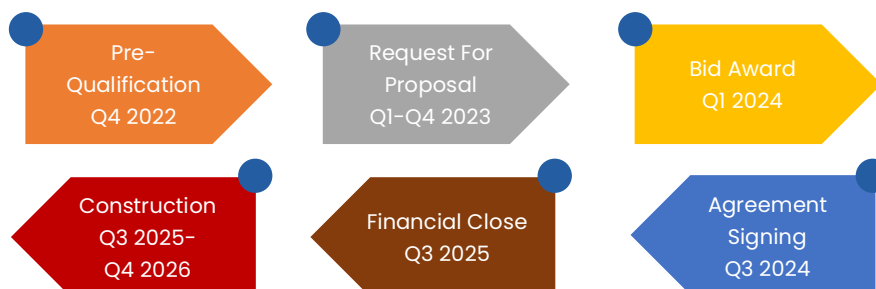 Pre-
Qualification
Q4 2022
Request For
Proposal
Q1-Q4 2023
Bid Award
Q1 2024
Construction
Q3 2025-
Q4 2026
Financial Close
Q3 2025
Agreement
Signing
Q3 2024